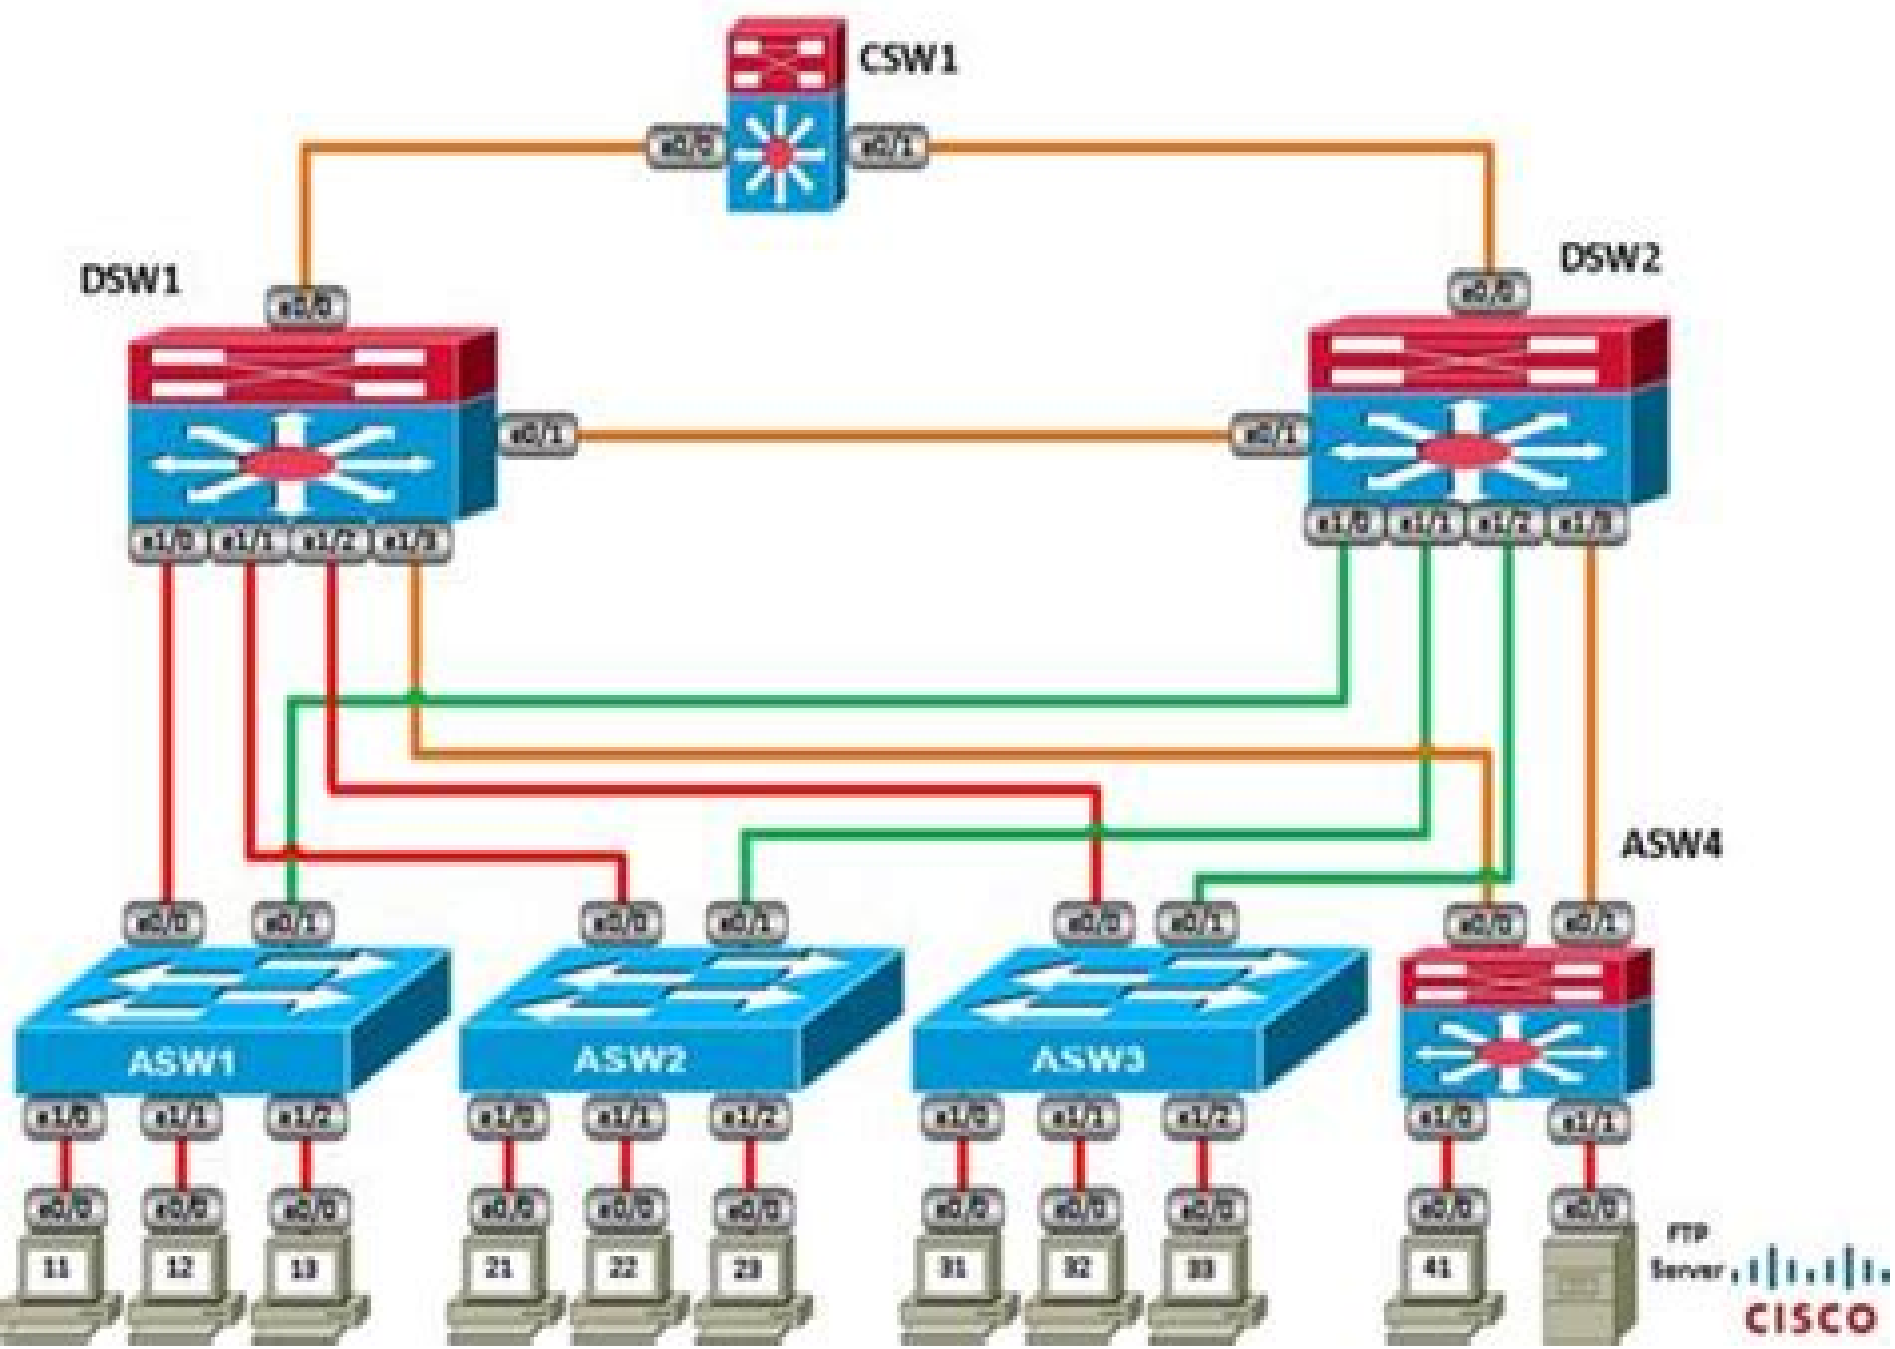 CSW1
e0/0 e0/1
DSW1
DSW2
e0/0
e0/0
e0/1
e0/1
e1/0 e1/1 e1/2 e1/3
e1/0 e1/1 e1/2 e1/3
ASW4
e0/0 e0/1
e0/0 e0/1
e0/0 e0/1
e0/0 e0/1
ASW1
ASW2
ASW3
e1/0 e1/1 e1/2
e1/0 e1/1 e1/2
e1/0 e1/1 e1/2
e1/0 e1/1
e0/0 e0/0 e0/0
e0/0 e0/0 e0/0
e0/0 e0/0 e0/0
e0/0 e0/0
11 12 13
21 22 23
31 32 33
41
FTP
Server
CISCO